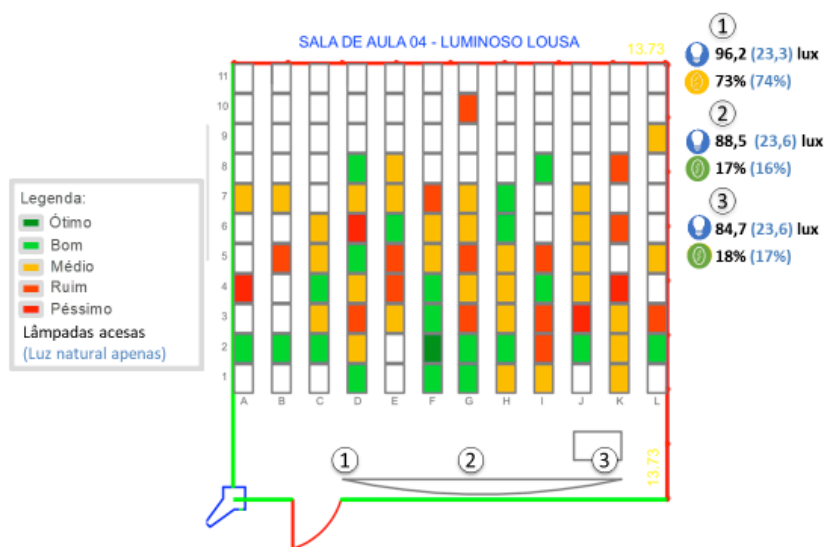 SALA DE AULA 04 - LUMINOSO LOUSA
13.73
1
96,2 (23,3) lux
73% (74%)
2
88,5 (23,6) lux
17% (16%)
3
84,7 (23,6) lux
18% (17%)
Legenda:
Ótimo
Bom
Médio
Ruim
Péssimo
Lâmpadas acesas
(Luz natural apenas)
11
10
9
8
7
6
5
4
3
2
1
A B C D E F G H I J K L
1 2 3
13.73